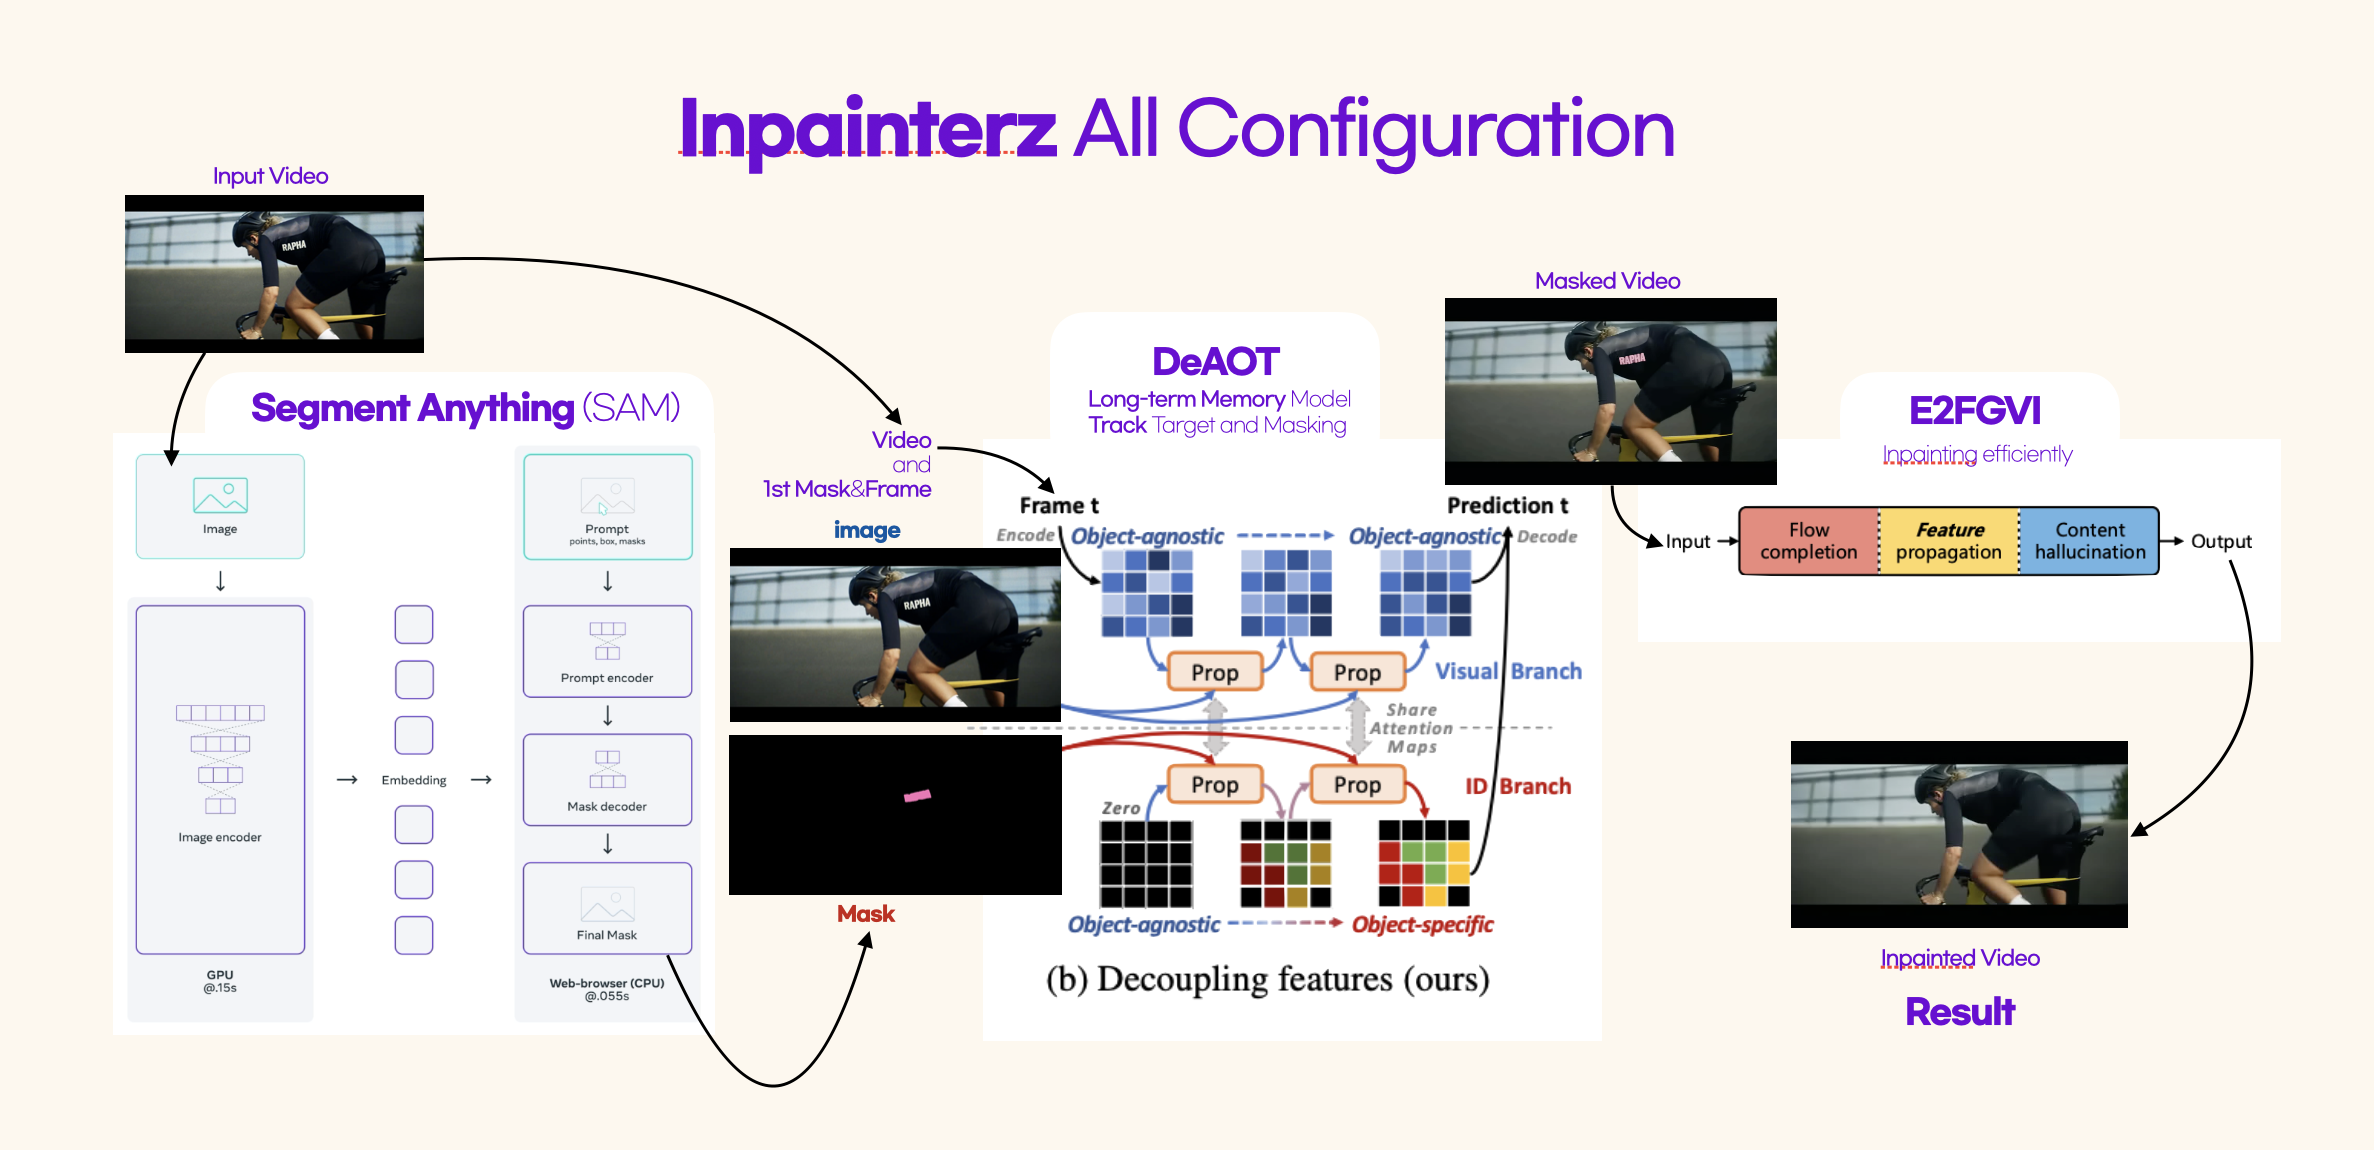 Inpainterz All Configuration
Input Video
RAPHA
Segment Anything (SAM)
Image
Image encoder
GPU
@.15s
Embedding
Prompt
points, box, masks
Prompt encoder
Mask decoder
Final Mask
Web-browser (CPU)
@.055s
Video
and
1st Mask&Frame
image
RAPHA
Mask
DeAOT
Long-term Memory Model
Track Target and Masking
Frame t
Prediction t
Encode
Object-agnostic
Object-agnostic
Decode
Prop
Prop
Visual Branch
Share
Attention
Maps
Prop
Prop
ID Branch
Zero
Object-agnostic
Object-specific
(b) Decoupling features (ours)
Masked Video
RAPHA
E2FGVI
Inpainting efficiently
Input
Flow
completion
Feature
propagation
Content
hallucination
Output
Inpainted Video
Result